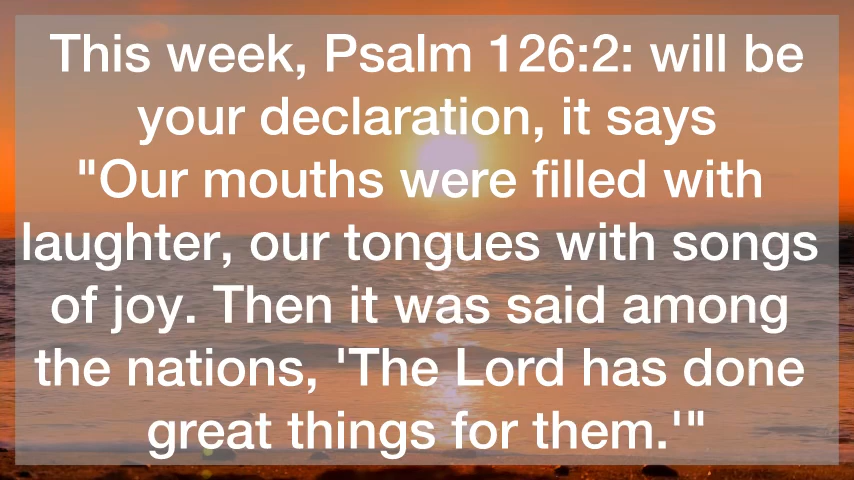 This week, Psalm 126:2: will be
your declaration, it says
"Our mouths were filled with
laughter, our tongues with songs
of joy. Then it was said among
the nations, 'The Lord has done
great things for them.'"